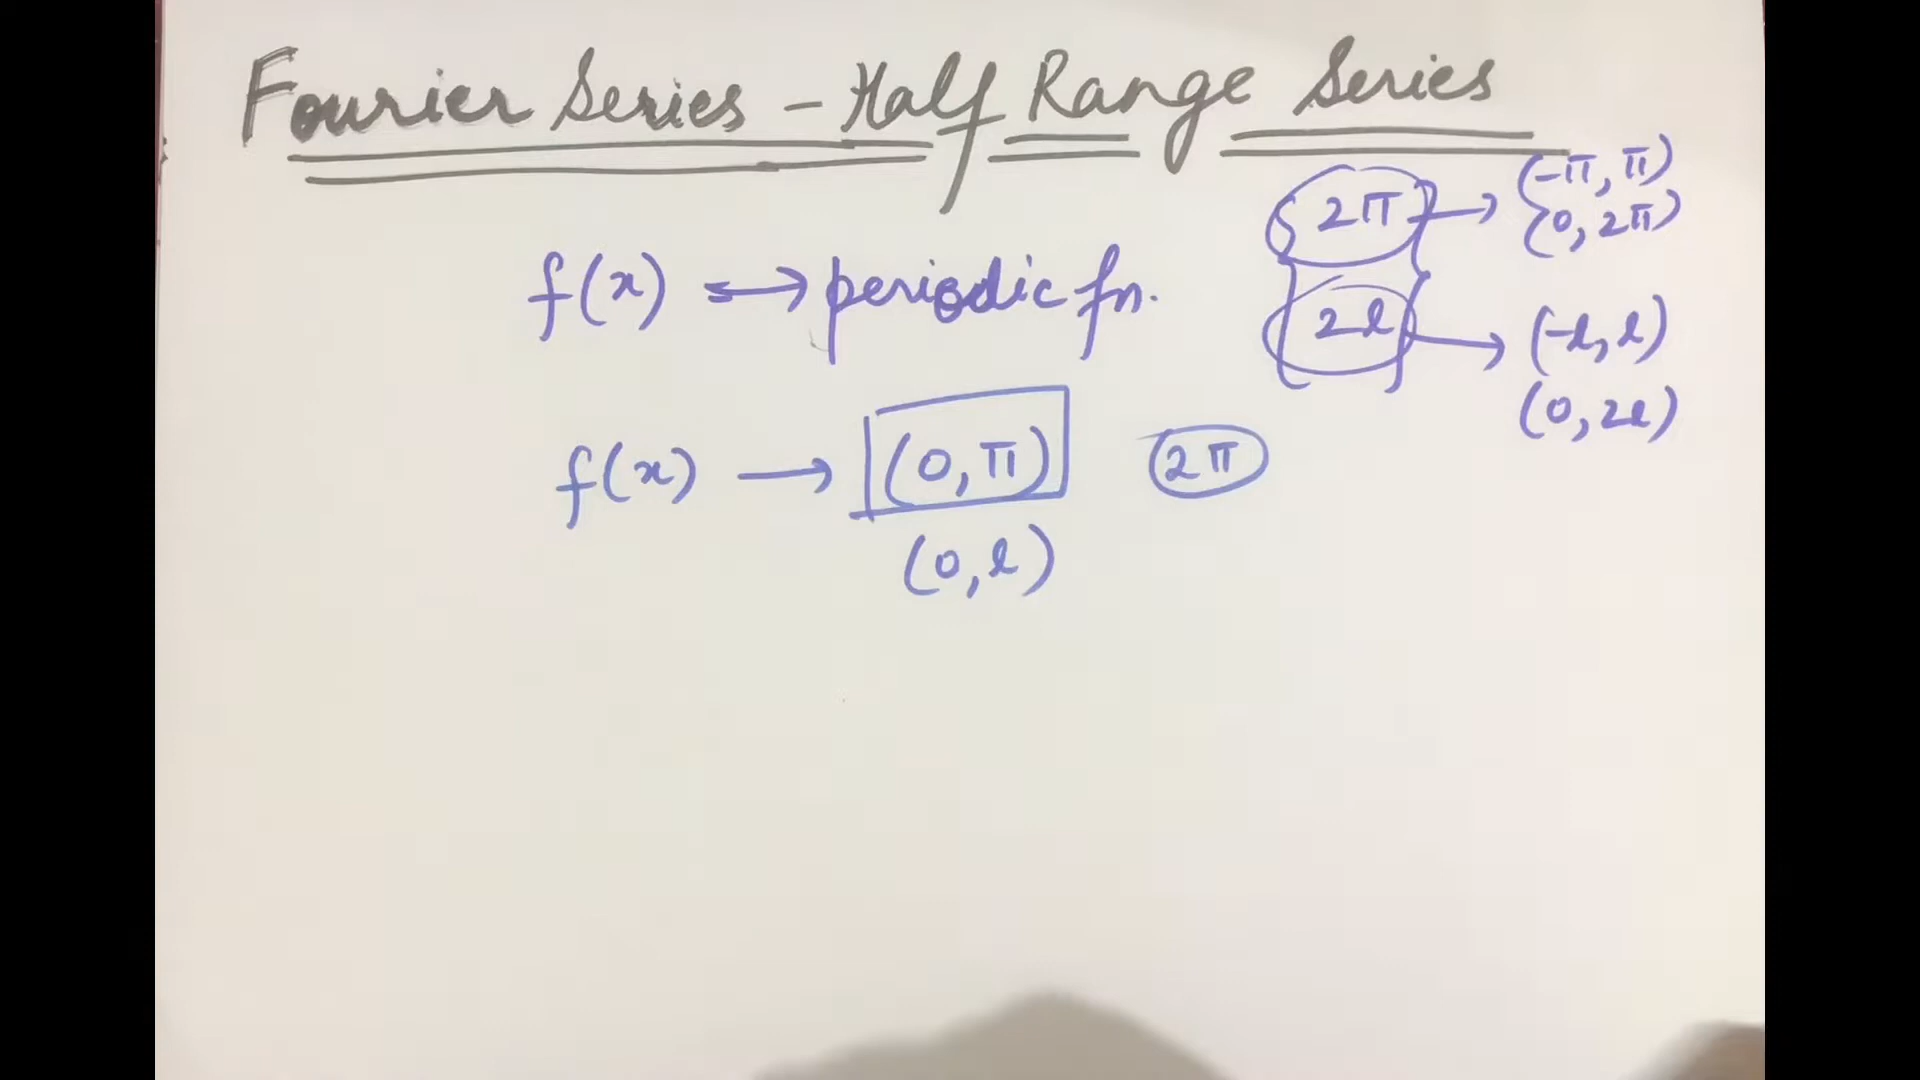 Fourier Series - Half Range Series
f(x) → periodic fn.
2π → (-π, π)
(0, 2π)
2l → (-l, l)
(0, 2l)
f(x) → (0, π) 2π
(0, l)